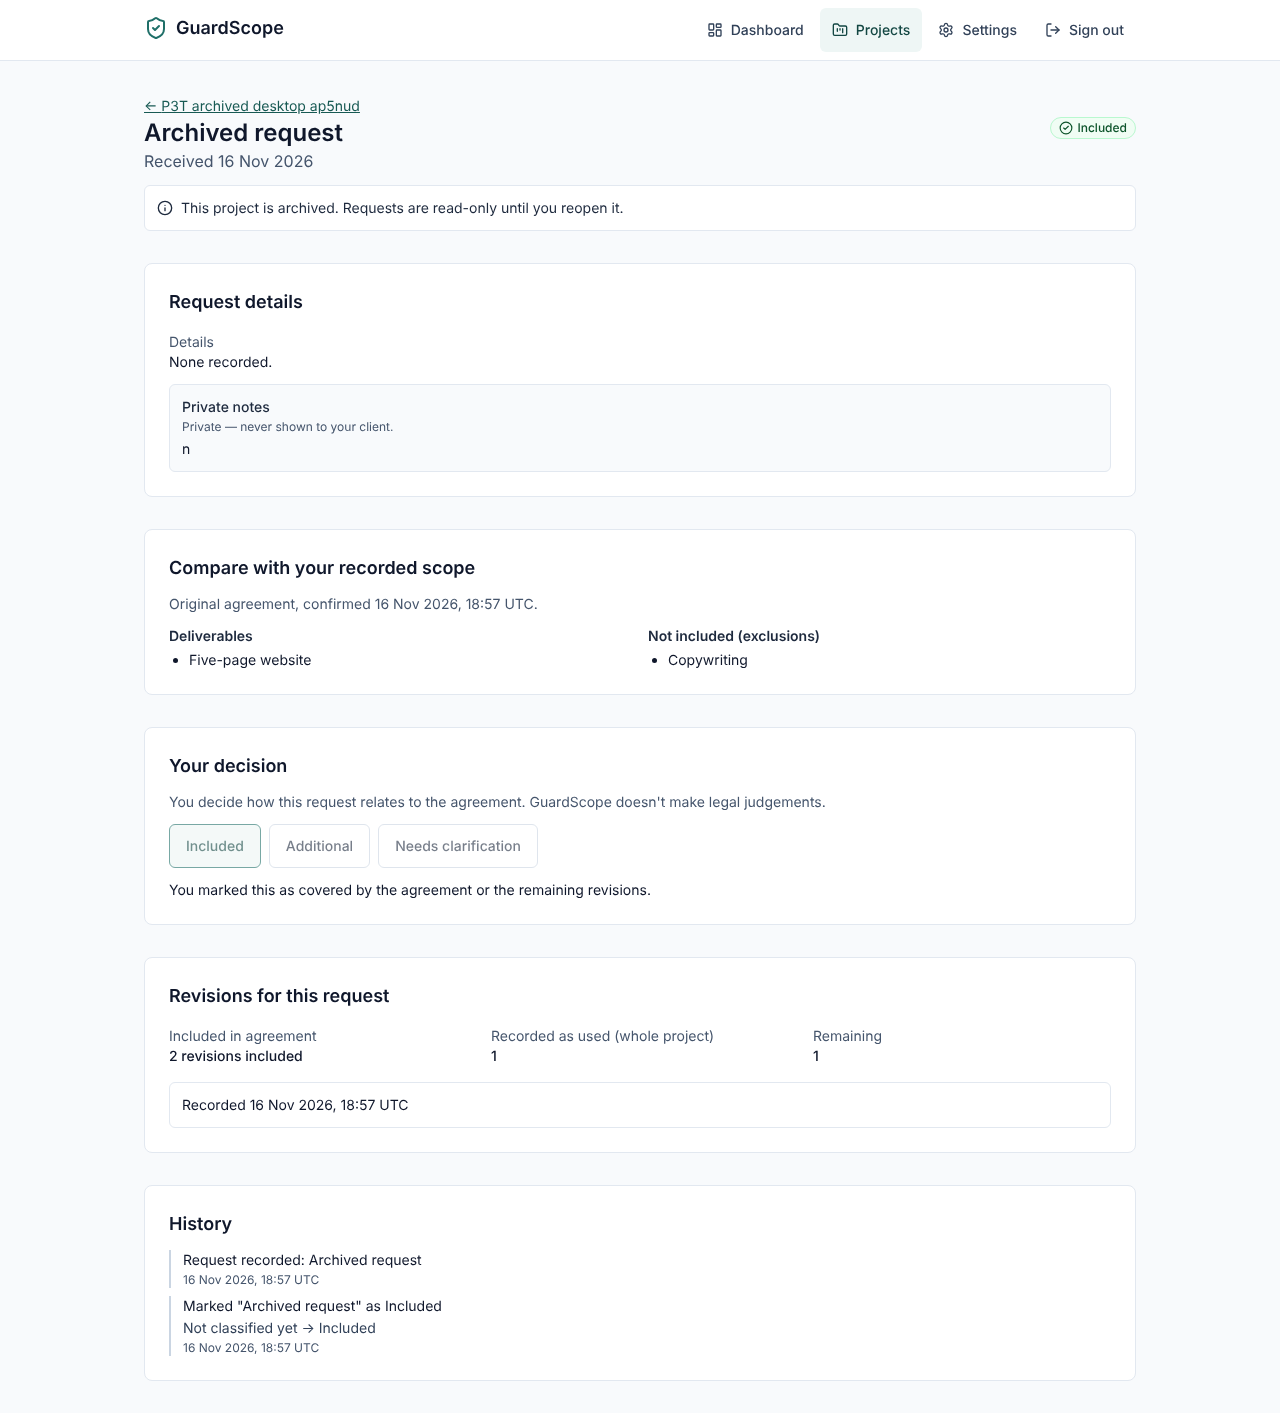 GuardScope
Dashboard
Projects
Settings
Sign out
← P3T archived desktop ap5nud
Archived request
Included
Received 16 Nov 2026
This project is archived. Requests are read-only until you reopen it.
Request details
Details
None recorded.
Private notes
Private — never shown to your client.
n
Compare with your recorded scope
Original agreement, confirmed 16 Nov 2026, 18:57 UTC.
Deliverables
• Five-page website
Not included (exclusions)
• Copywriting
Your decision
You decide how this request relates to the agreement. GuardScope doesn't make legal judgements.
Included
Additional
Needs clarification
You marked this as covered by the agreement or the remaining revisions.
Revisions for this request
Included in agreement
2 revisions included
Recorded as used (whole project)
1
Remaining
1
Recorded 16 Nov 2026, 18:57 UTC
History
Request recorded: Archived request
16 Nov 2026, 18:57 UTC
Marked "Archived request" as Included
Not classified yet → Included
16 Nov 2026, 18:57 UTC